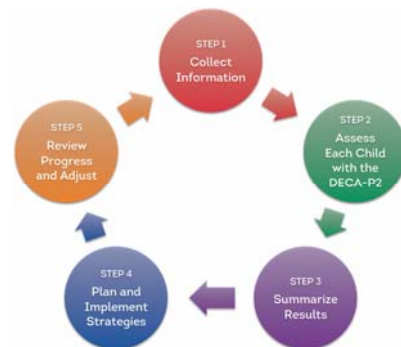 STEP 1
Collect
Information
STEP 2
Assess
Each Child
with the
DECA-P2
STEP 3
Summarize
Results
STEP 4
Plan and
Implement
Strategies
STEP 5
Review
Progress
and Adjust